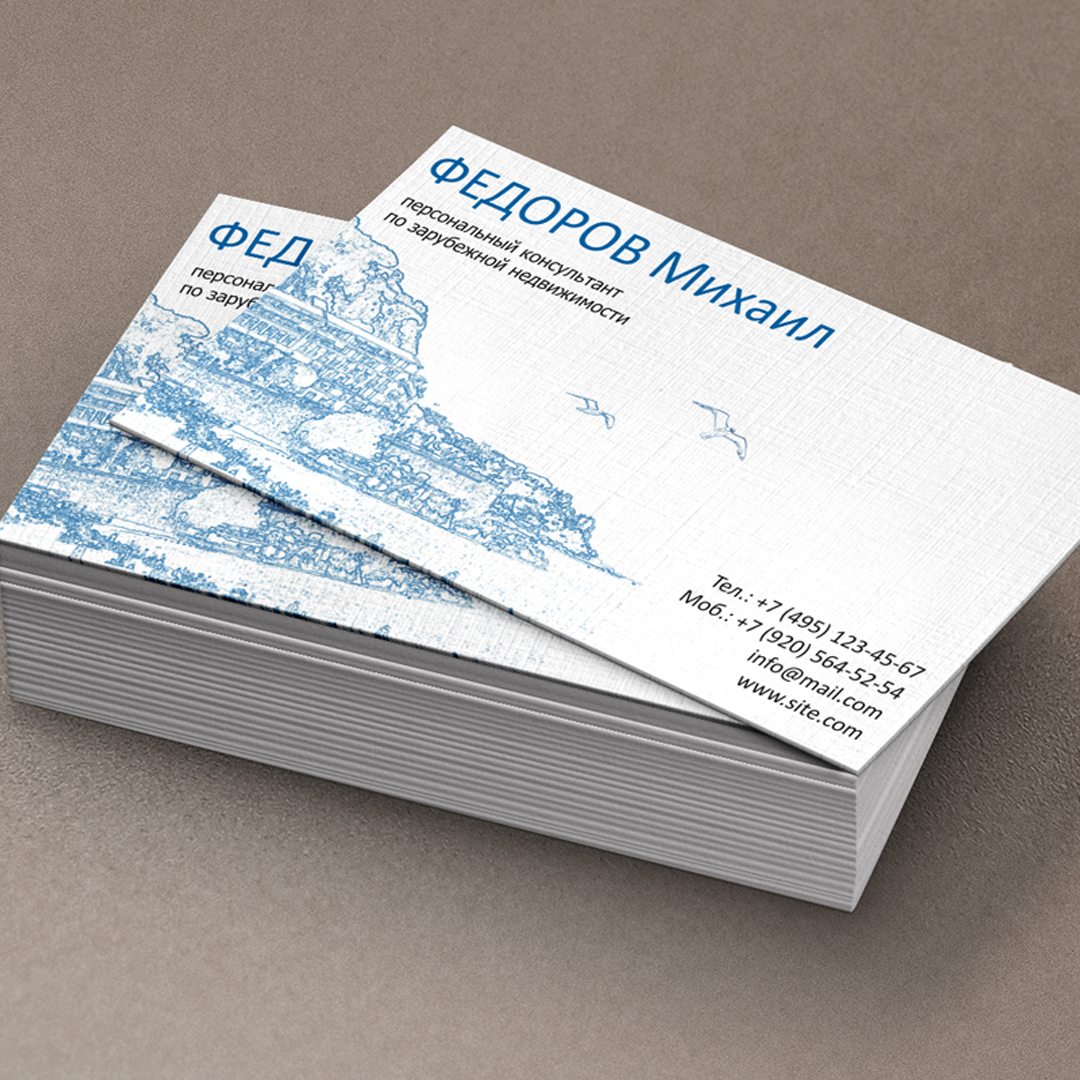 ФЕДОРОВ Михаил
персональный консультант
по зарубежной недвижимости
Тел.: +7 (495) 123-45-67
Моб.: +7 (920) 564-52-54
info@mail.com
www.site.com
ФЕД
персонал
по заруб